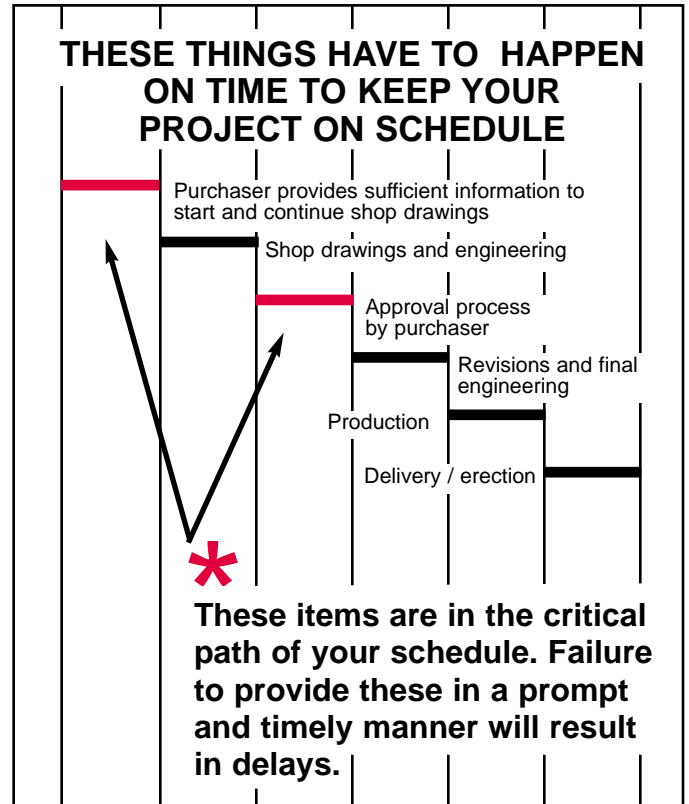 THESE THINGS HAVE TO HAPPEN
ON TIME TO KEEP YOUR
PROJECT ON SCHEDULE
Purchaser provides sufficient information to
start and continue shop drawings
Shop drawings and engineering
Approval process
by purchaser
Revisions and final
engineering
Production
Delivery / erection
*
These items are in the critical
path of your schedule. Failure
to provide these in a prompt
and timely manner will result
in delays.